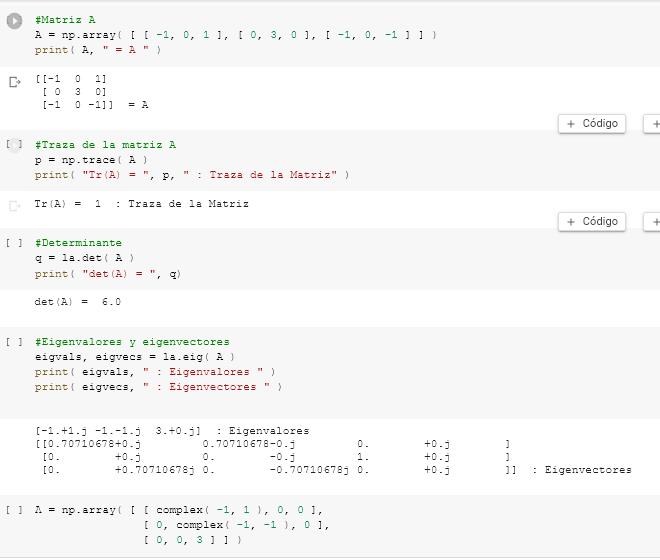 #Matriz A
A = np.array( [ [ -1, 0, 1 ], [ 0, 3, 0 ], [ -1, 0, -1 ] ] )
print( A, " = A " )
[[-1  0  1]
 [ 0  3  0]
 [-1  0 -1]]  = A
+ Código
+
[ ] #Traza de la matriz A
p = np.trace( A )
print( "Tr(A) = ", p, " : Traza de la Matriz" )
Tr(A) =  1  : Traza de la Matriz
+ Código
+
[ ] #Determinante
q = la.det( A )
print( "det(A) = ", q)
det(A) =  6.0
[ ] #Eigenvalores y eigenvectores
eigvals, eigvecs = la.eig( A )
print( eigvals, " : Eigenvalores " )
print( eigvecs, " : Eigenvectores " )
[-1.+1.j -1.-1.j  3.+0.j]  : Eigenvalores
[[0.70710678+0.j         0.70710678-0.j         0.        +0.j        ]
 [0.        +0.j         0.        -0.j         1.        +0.j        ]
 [0.        +0.70710678j 0.        -0.70710678j 0.        +0.j        ]]  : Eigenvectores
[ ] A = np.array( [ [ complex( -1, 1 ), 0, 0 ],
[ 0, complex( -1, -1 ), 0 ],
[ 0, 0, 3 ] ] )